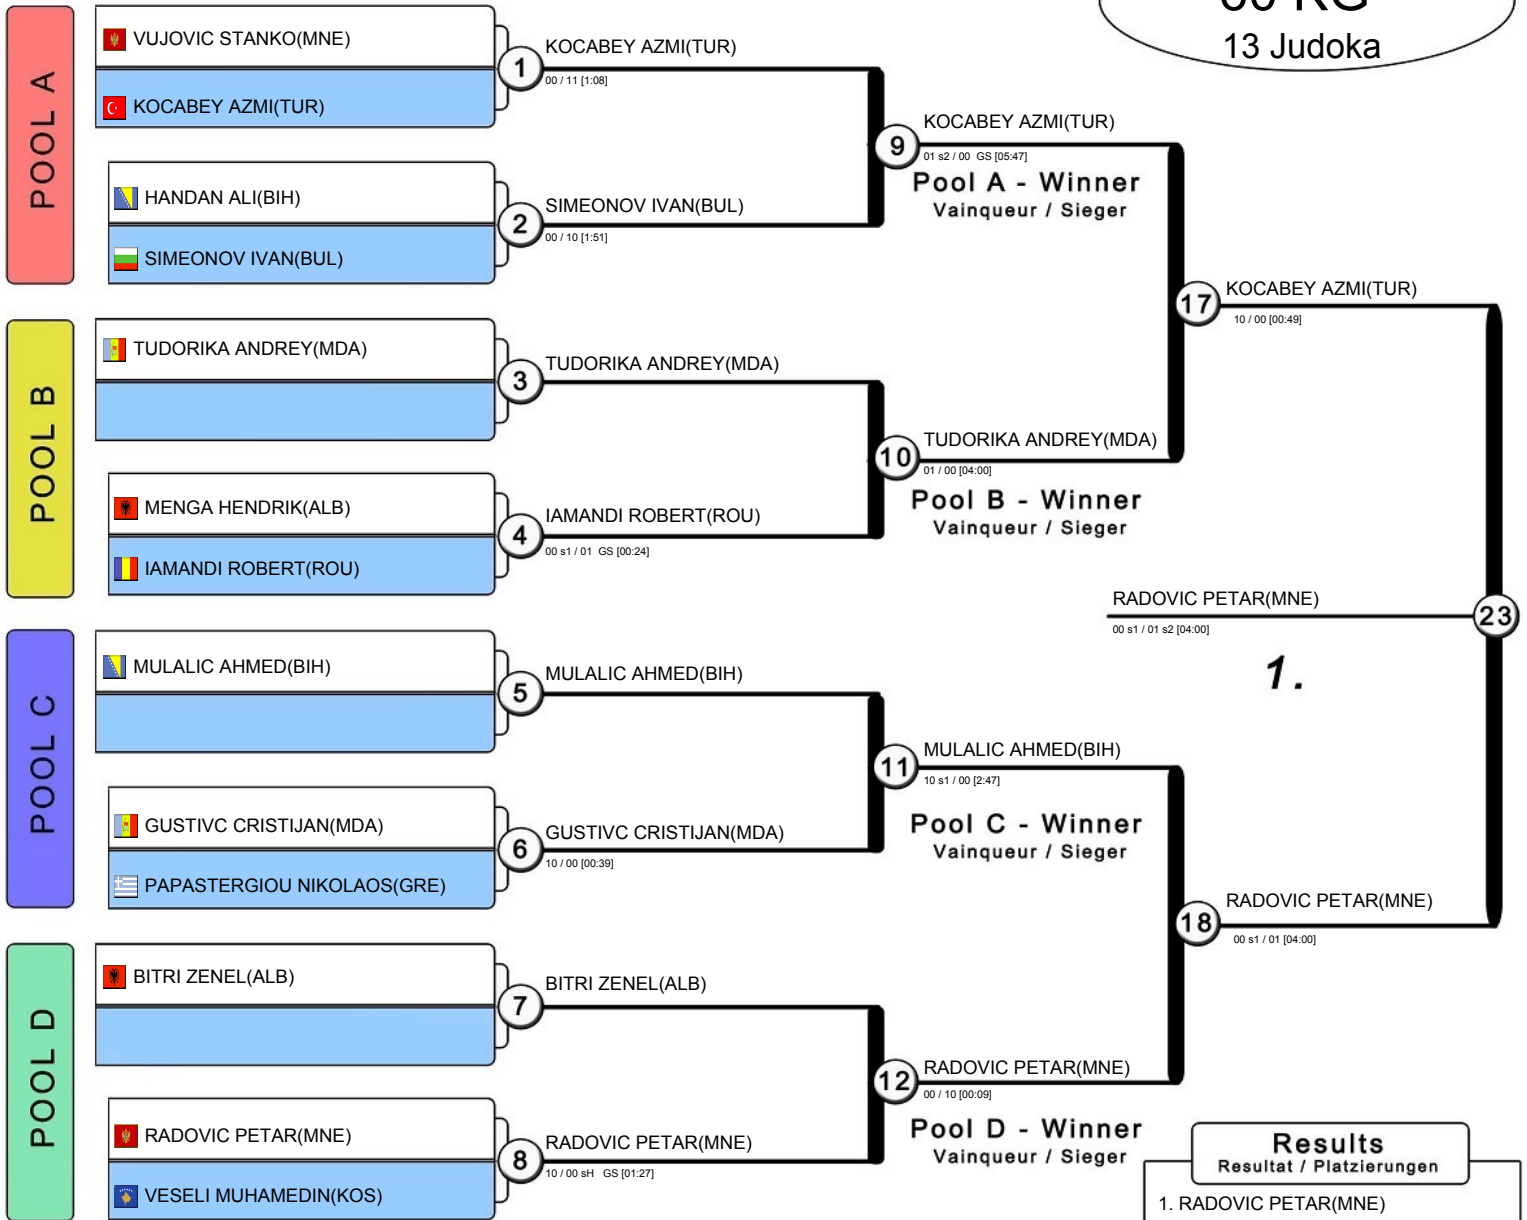 60 KG
13 Judoka
POOL A
VUJOVIC STANKO(MNE)
KOCABEY AZMI(TUR)
1
KOCABEY AZMI(TUR)
00 / 11 [1:08]
HANDAN ALI(BIH)
SIMEONOV IVAN(BUL)
2
SIMEONOV IVAN(BUL)
00 / 10 [1:51]
9
KOCABEY AZMI(TUR)
01 s2 / 00 GS [05:47]
Pool A - Winner
Vainqueur / Sieger
POOL B
TUDORIKA ANDREY(MDA)
3
TUDORIKA ANDREY(MDA)
MENGA HENDRIK(ALB)
IAMANDI ROBERT(ROU)
4
IAMANDI ROBERT(ROU)
00 s1 / 01 GS [00:24]
10
TUDORIKA ANDREY(MDA)
01 / 00 [04:00]
Pool B - Winner
Vainqueur / Sieger
17
KOCABEY AZMI(TUR)
10 / 00 [00:49]
POOL C
MULALIC AHMED(BIH)
5
MULALIC AHMED(BIH)
GUSTIVC CRISTIJAN(MDA)
PAPASTERGIOU NIKOLAOS(GRE)
6
GUSTIVC CRISTIJAN(MDA)
10 / 00 [00:39]
11
MULALIC AHMED(BIH)
10 s1 / 00 [2:47]
Pool C - Winner
Vainqueur / Sieger
POOL D
BITRI ZENEL(ALB)
7
BITRI ZENEL(ALB)
RADOVIC PETAR(MNE)
VESELI MUHAMEDIN(KOS)
8
RADOVIC PETAR(MNE)
10 / 00 sH GS [01:27]
12
RADOVIC PETAR(MNE)
00 / 10 [00:09]
Pool D - Winner
Vainqueur / Sieger
18
RADOVIC PETAR(MNE)
00 s1 / 01 [04:00]
RADOVIC PETAR(MNE)
23
00 s1 / 01 s2 [04:00]
1.
Results
Resultat / Platzierungen
1. RADOVIC PETAR(MNE)